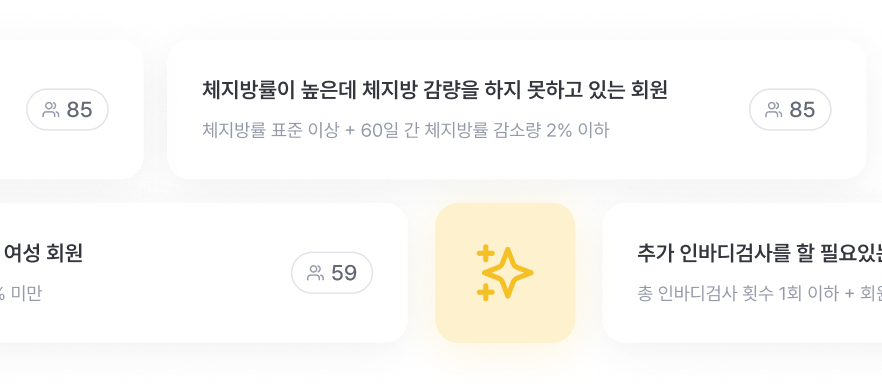 85
체지방률이 높은데 체지방 감량을 하지 못하고 있는 회원
체지방률 표준 이상 + 60일 간 체지방률 감소량 2% 이하
85
여성 회원
% 미만
59
추가 인바디검사를 할 필요있는
총 인바디검사 횟수 1회 이하 + 회원